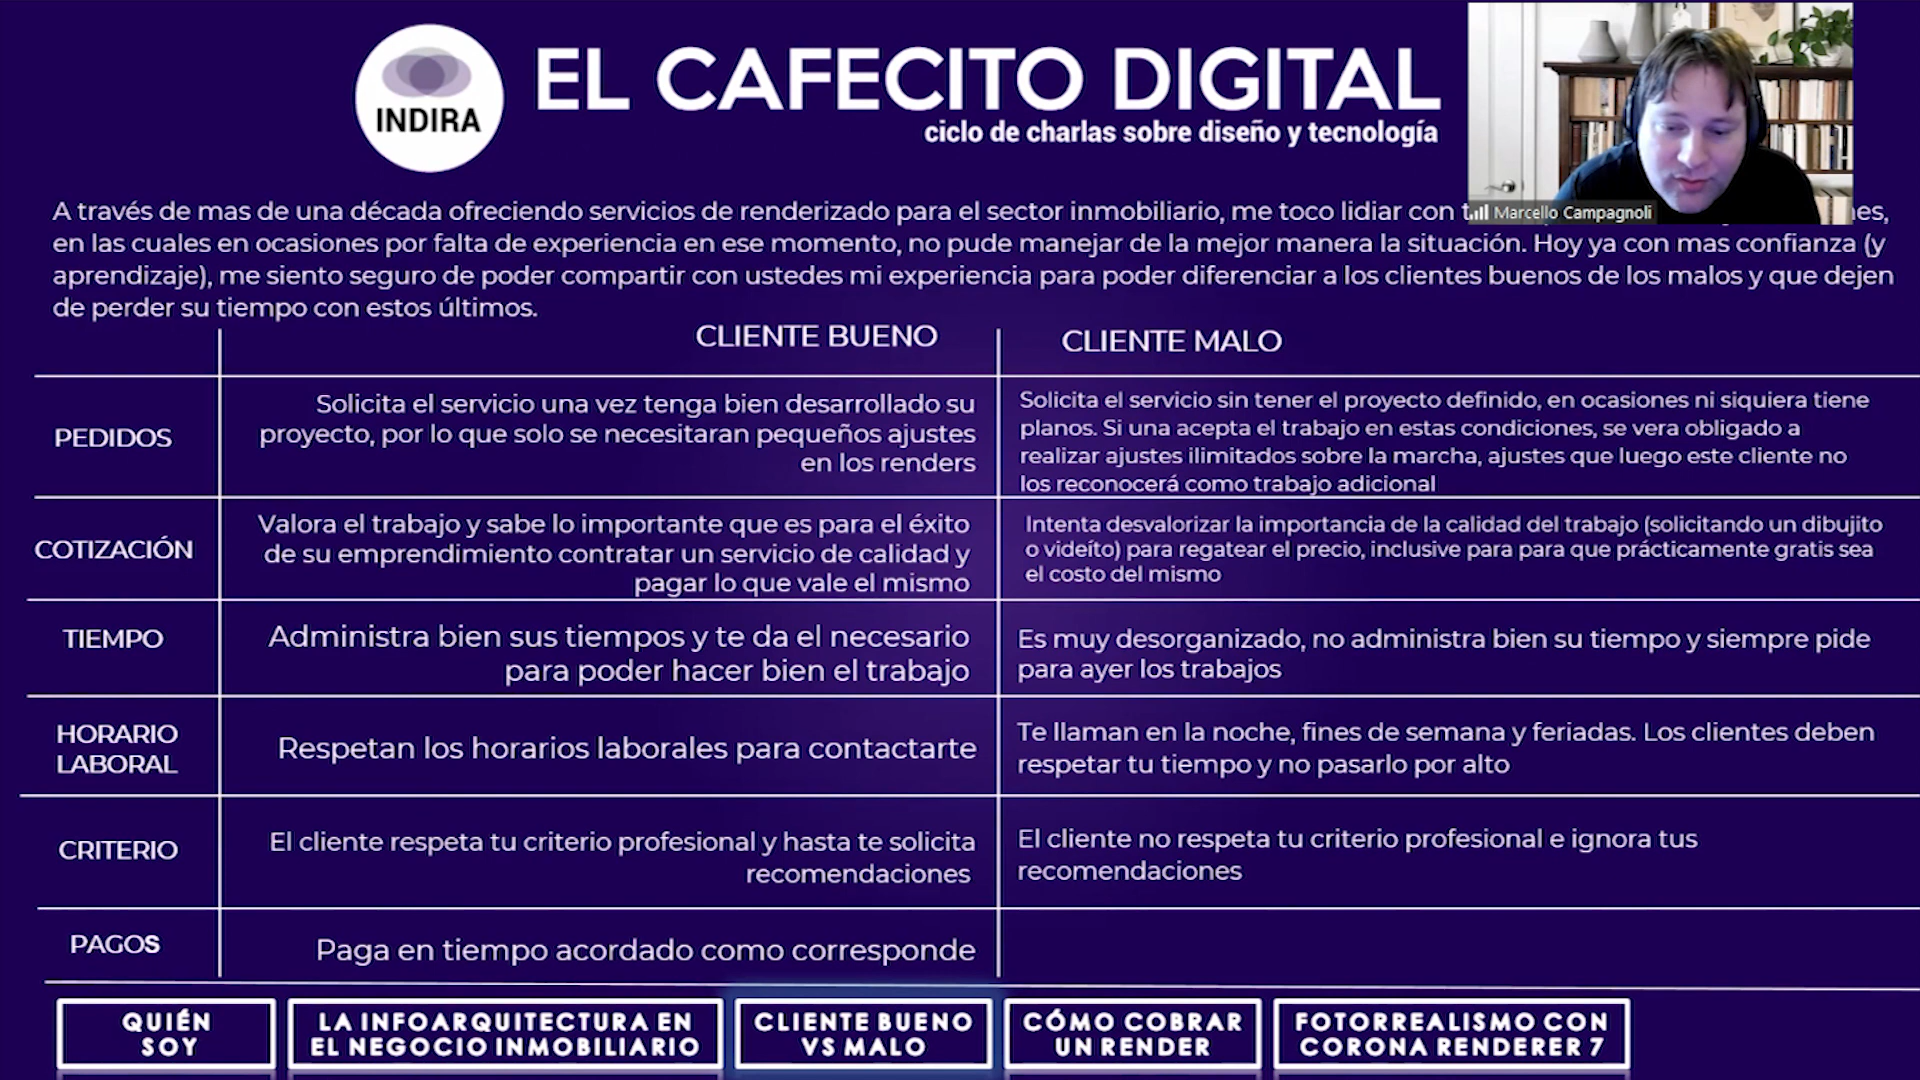 INDIRA
EL CAFECITO DIGITAL
ciclo de charlas sobre diseño y tecnología
Marcello Campagnoli
A través de mas de una década ofreciendo servicios de renderizado para el sector inmobiliario, me toco lidiar con
en las cuales en ocasiones por falta de experiencia en ese momento, no pude manejar de la mejor manera la situación. Hoy ya con mas confianza (y
aprendizaje), me siento seguro de poder compartir con ustedes mi experiencia para poder diferenciar a los clientes buenos de los malos y que dejen
de perder su tiempo con estos últimos.
CLIENTE BUENO
CLIENTE MALO
PEDIDOS
Solicita el servicio una vez tenga bien desarrollado su
proyecto, por lo que solo se necesitaran pequeños ajustes
en los renders
Solicita el servicio sin tener el proyecto definido, en ocasiones ni siquiera tiene
planos. Si una acepta el trabajo en estas condiciones, se vera obligado a
realizar ajustes ilimitados sobre la marcha, ajustes que luego este cliente no
los reconocerá como trabajo adicional
COTIZACIÓN
Valora el trabajo y sabe lo importante que es para el éxito
de su emprendimiento contratar un servicio de calidad y
pagar lo que vale el mismo
Intenta desvalorizar la importancia de la calidad del trabajo (solicitando un dibujito
o videíto) para regatear el precio, inclusive para para que prácticamente gratis sea
el costo del mismo
TIEMPO
Administra bien sus tiempos y te da el necesario
para poder hacer bien el trabajo
Es muy desorganizado, no administra bien su tiempo y siempre pide
para ayer los trabajos
HORARIO
LABORAL
Respetan los horarios laborales para contactarte
Te llaman en la noche, fines de semana y feriadas. Los clientes deben
respetar tu tiempo y no pasarlo por alto
CRITERIO
El cliente respeta tu criterio profesional y hasta te solicita
recomendaciones
El cliente no respeta tu criterio profesional e ignora tus
recomendaciones
PAGOS
Paga en tiempo acordado como corresponde
QUIÉN
SOY
LA INFOARQUITECTURA EN
EL NEGOCIO INMOBILIARIO
CLIENTE BUENO
VS MALO
CÓMO COBRAR
UN RENDER
FOTORREALISMO CON
CORONA RENDERER 7